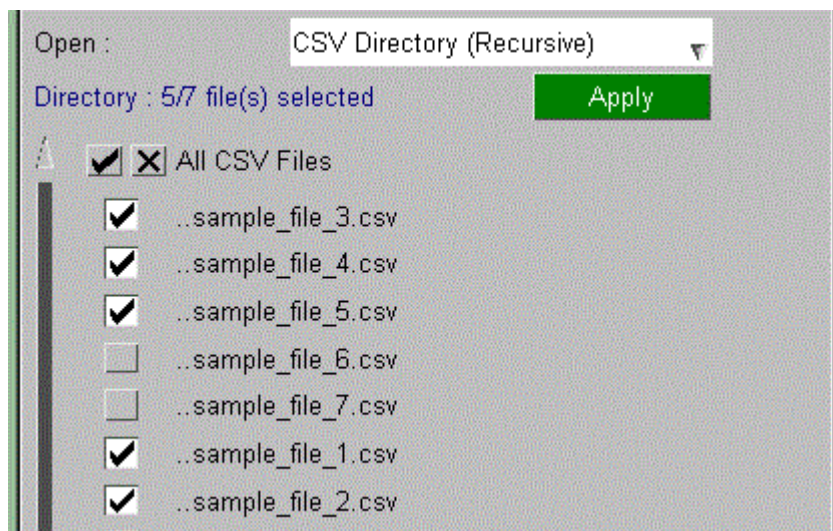 Open : CSV Directory (Recursive)
Directory : 5/7 file(s) selected Apply
All CSV Files
..sample_file_3.csv
..sample_file_4.csv
..sample_file_5.csv
..sample_file_6.csv
..sample_file_7.csv
..sample_file_1.csv
..sample_file_2.csv